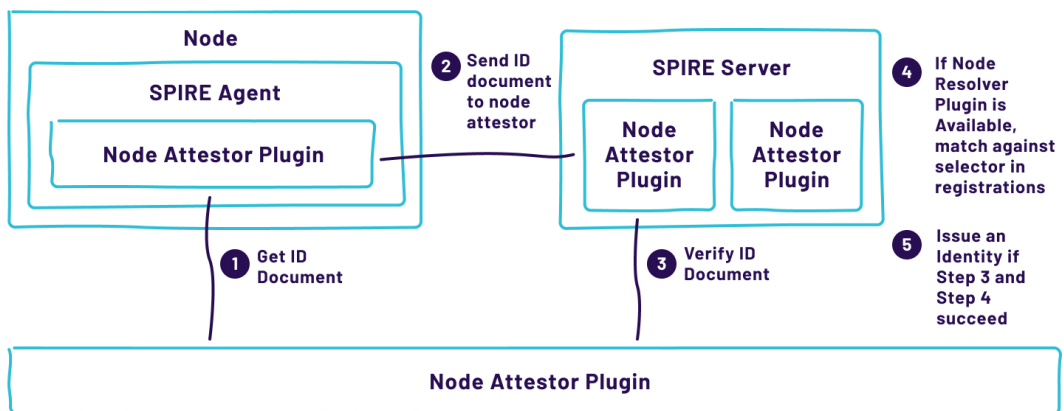 Node
SPIRE Agent
Node Attestor Plugin
2
Send ID
document
to node
attestor
SPIRE Server
Node
Attestor
Plugin
Node
Attestor
Plugin
4
If Node
Resolver
Plugin is
Available,
match against
selector in
registrations
1
Get ID
Document
3
Verify ID
Document
5
Issue an
Identity if
Step 3 and
Step 4
succeed
Node Attestor Plugin